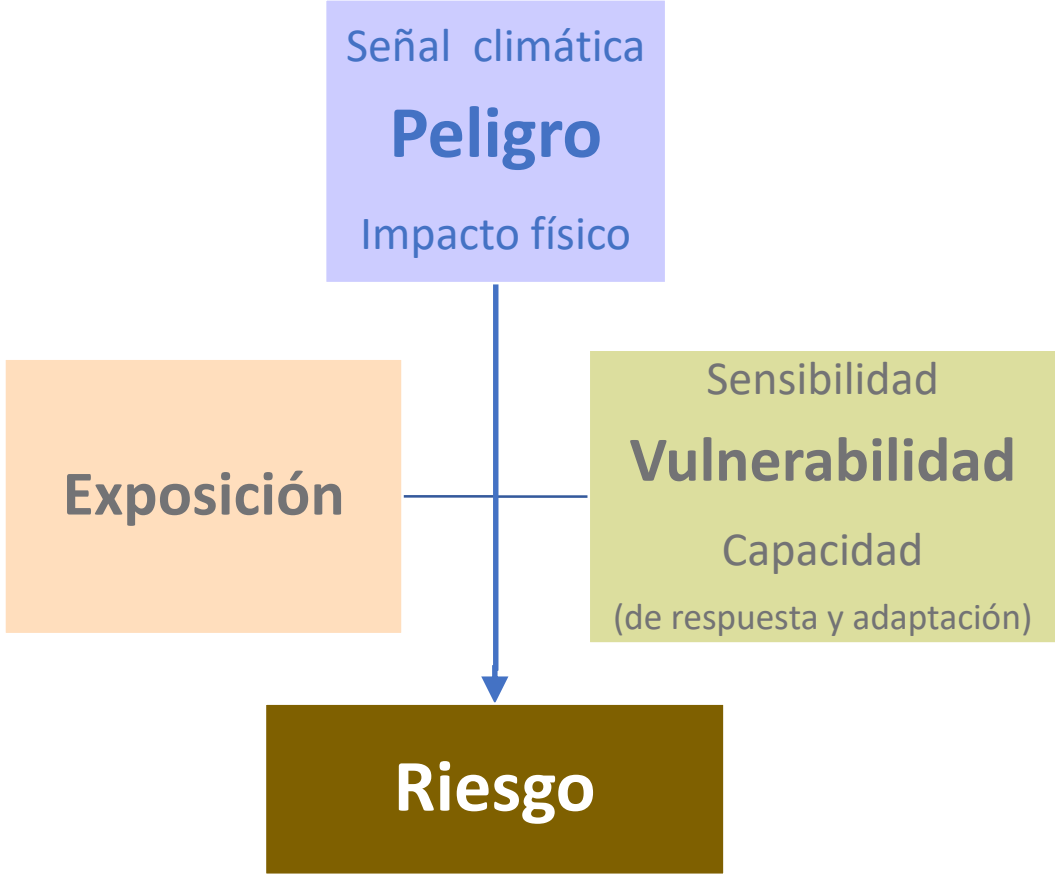 Señal climática
Peligro
Impacto físico
Exposición
Sensibilidad
Vulnerabilidad
Capacidad
(de respuesta y adaptación)
Riesgo